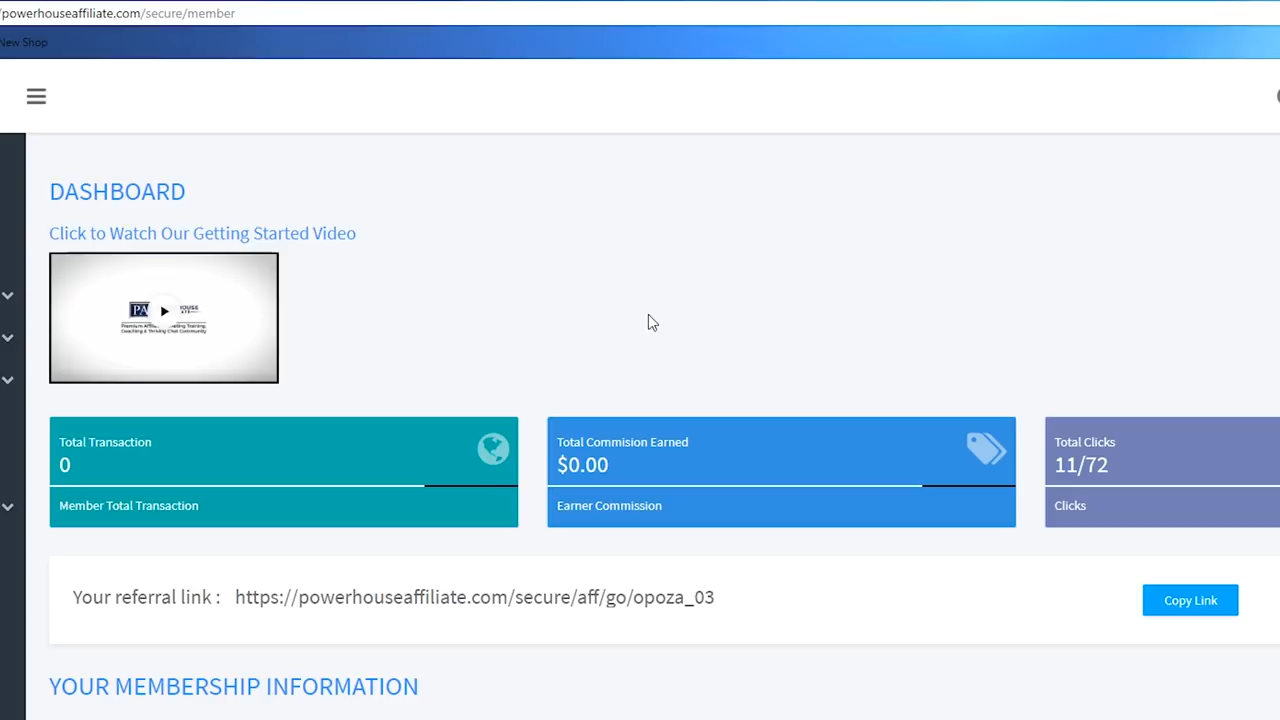 /powerhouseaffiliate.com/secure/member
New Shop
DASHBOARD
Click to Watch Our Getting Started Video
PA
Total Transaction
0
Member Total Transaction
Total Commision Earned
$0.00
Earner Commission
Total Clicks
11/72
Clicks
Your referral link : https://powerhouseaffiliate.com/secure/aff/go/opoza_03
Copy Link
YOUR MEMBERSHIP INFORMATION